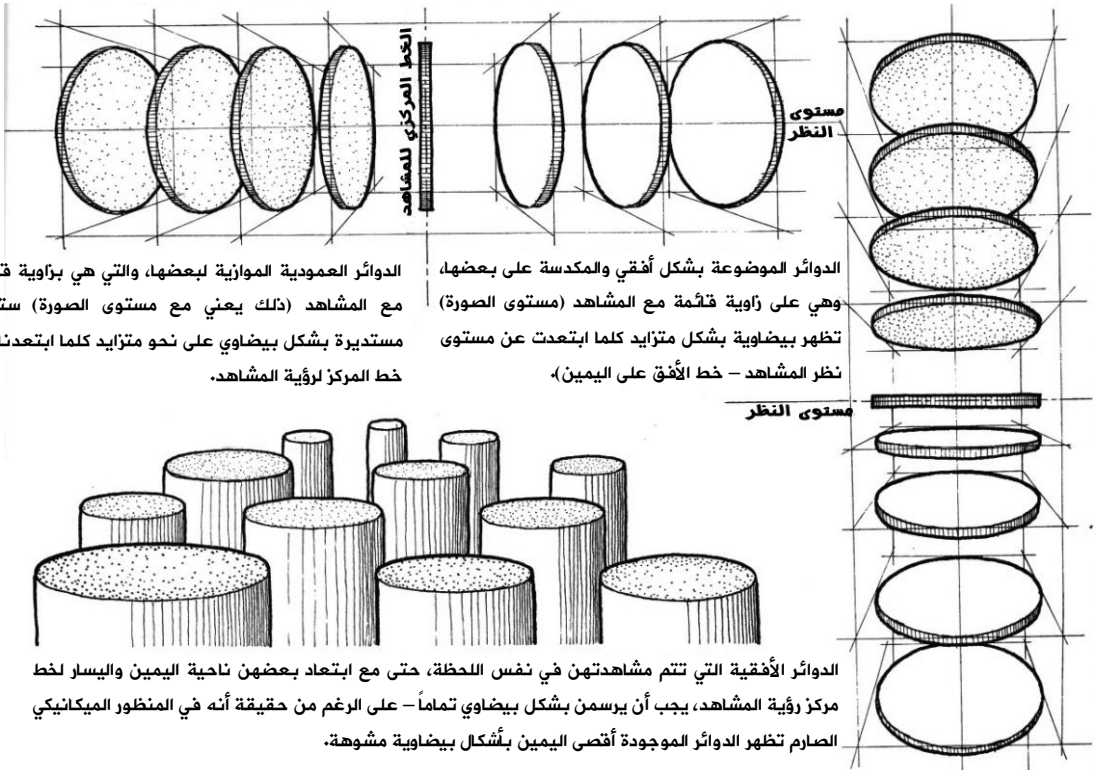 الخط المركزي للمشاهد
مستوى
النظر
الدوائر الموضوعة بشكل أفقي والمكدسة على بعضها،
وهي على زاوية قائمة مع المشاهد (مستوى الصورة)
تظهر بيضاوية بشكل متزايد كلما ابتعدت عن مستوى
نظر المشاهد – خط الأفق على اليمين).
الدوائر العمودية الموازية لبعضها، والتي هي بزاوية
مع المشاهد (ذلك يعني مع مستوى الصورة)
مستديرة بشكل بيضاوي على نحو متزايد كلما ابتعدنا
خط المركز لرؤية المشاهد.
مستوى النظر
الدوائر الأفقية التي تتم مشاهدتهن في نفس اللحظة، حتى مع ابتعاد بعضهن ناحية اليمين واليسار لخط
مركز رؤية المشاهد، يجب أن يرسمن بشكل بيضاوي تماماً – على الرغم من حقيقة أنه في المنظور الميكانيكي
الصارم تظهر الدوائر الموجودة أقصى اليمين بأشكال بيضاوية مشوهة.